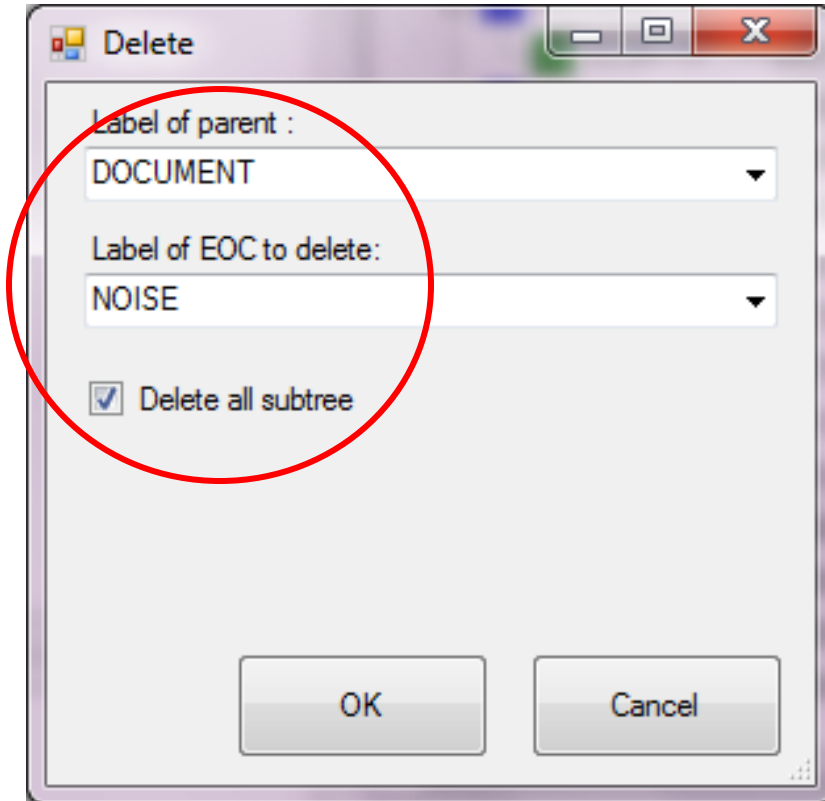 Delete
Label of parent :
DOCUMENT
Label of EOC to delete:
NOISE
Delete all subtree
OK Cancel